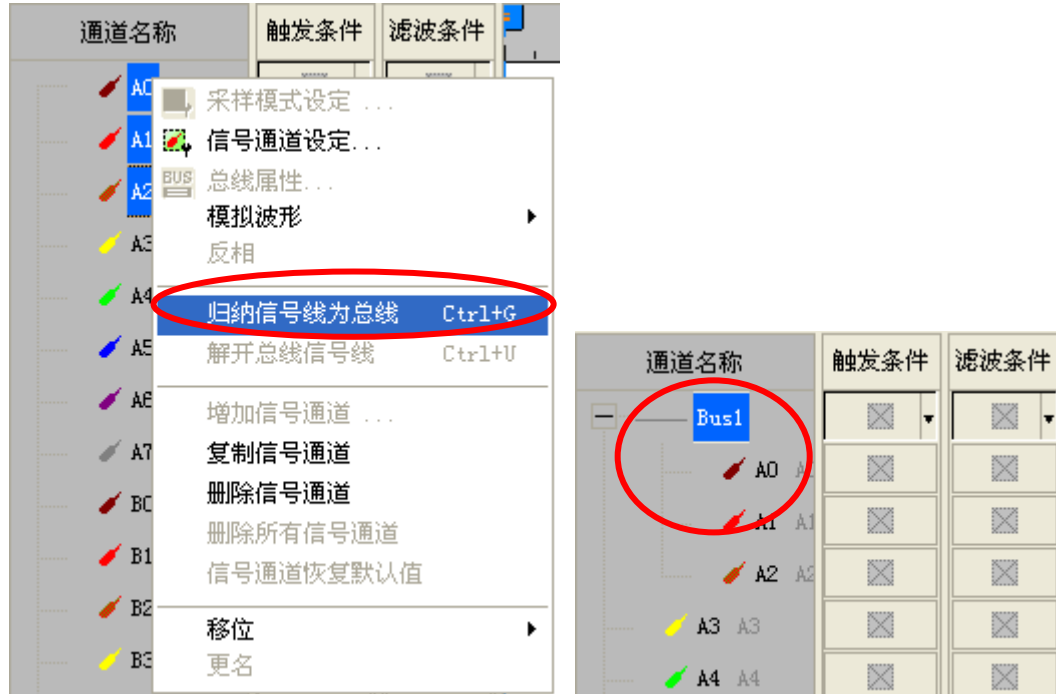 通道名称 触发条件 滤波条件
A0
采样模式设定 ...
A1
信号通道设定...
BUS
总线属性...
A2
模拟波形
A3
反相
A4
归纳信号线为总线 Ctrl+G
A5
解开总线信号线 Ctrl+U
A6
增加信号通道 ...
A7
复制信号通道
B0
删除信号通道
删除所有信号通道
B1
信号通道恢复默认值
B2
移位
B3
更名
通道名称 触发条件 滤波条件
Bus1
A0
A1 A1
A2 A2
A3 A3
A4 A4